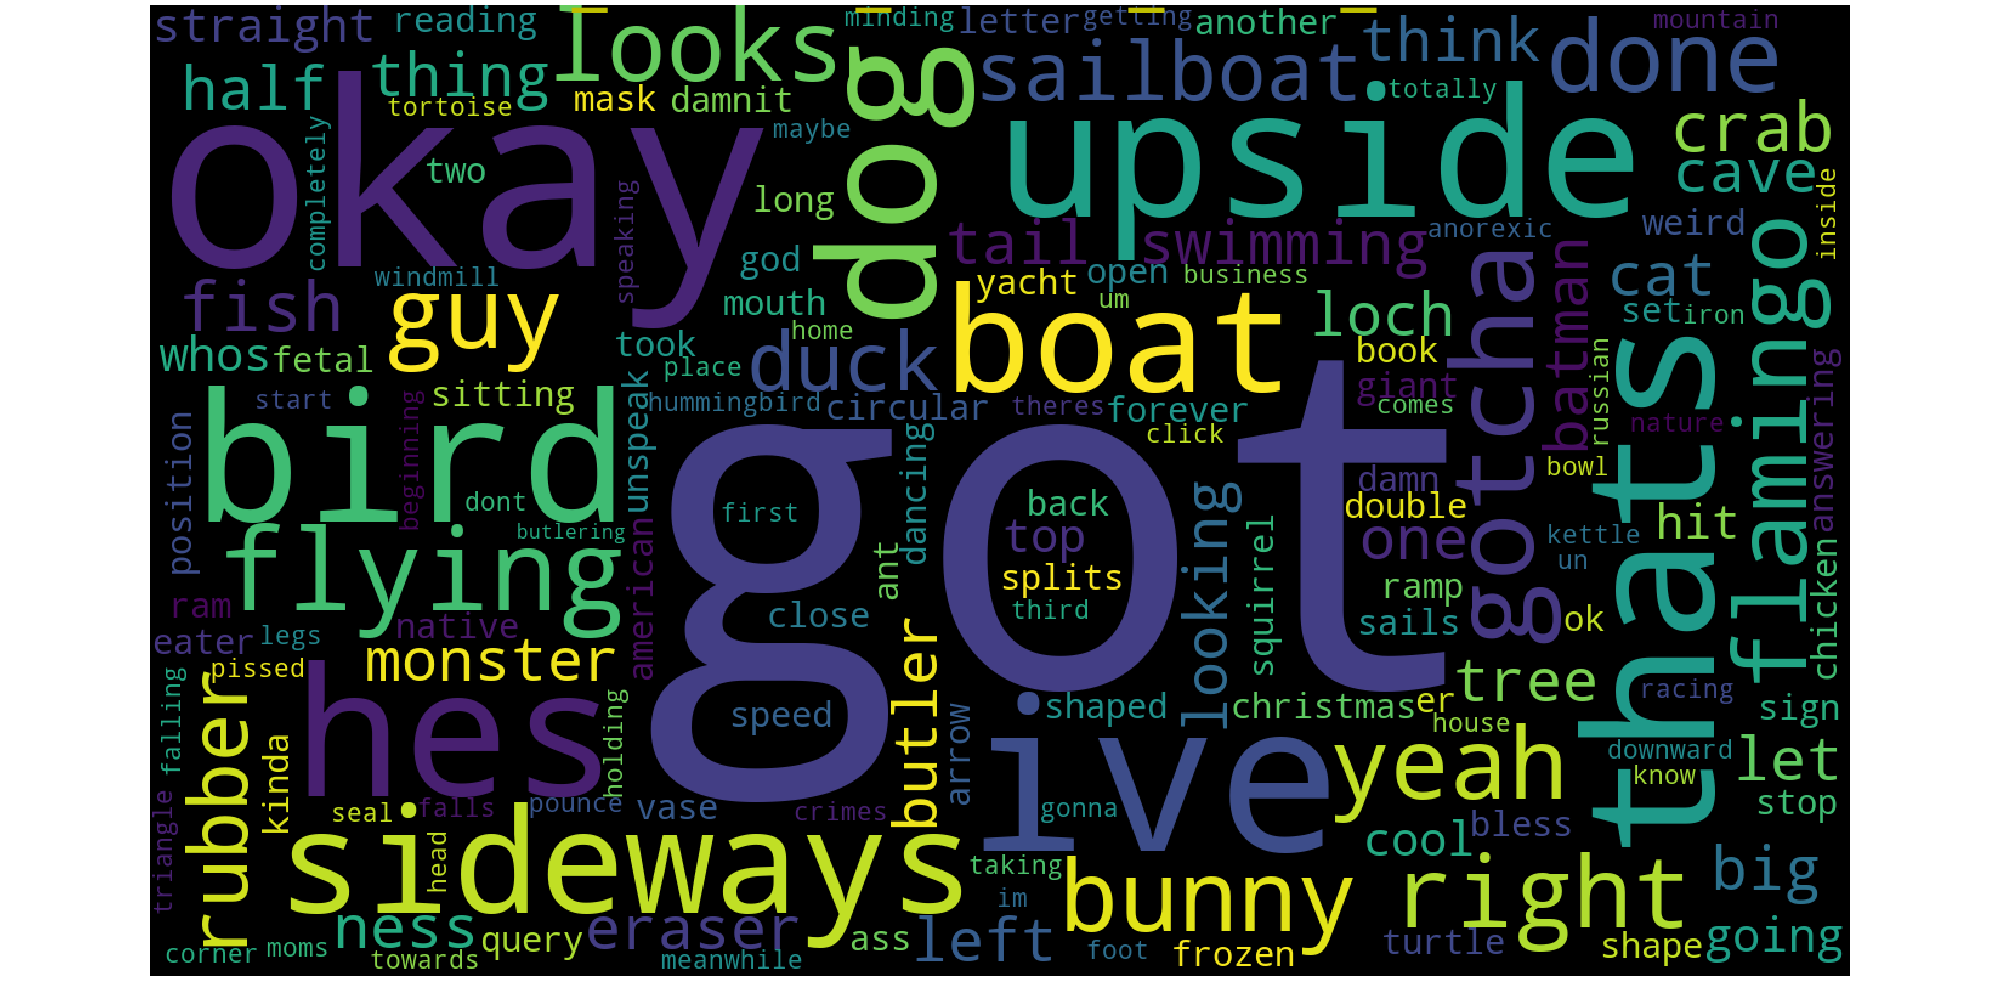 straight
reading
looks
minding
getting
letter
another
mountain
half
thing
dog
sailboat
think
done
tortoise
mask
damnit
totally
okay
upside
crab
completely
two
maybe
cave
speaking
long
inside
tail
swimming
anorexic
weird
flamingo
fish
windmill
god
open
business
gotcha
batman
cat
guy
mouth
yacht
um
boat
loch
set
iron
whos
fetal
took
home
duck
book
thats
russian
place
giant
answering
bird
start
sitting
unspeak
hummingbird
circular
theres
forever
comes
nature
beginning
click
position
dancing
got
bowl
damn
dont
first
back
looking
double
hit
flying
butlering
american
ant
top
squirrel
one
kettle
un
chicken
splits
ramp
ram
native
close
third
sails
ok
eater
legs
butler
monster
pissed
tree
racing
rubber
falling
hes
holding
speed
arrow
ive
shaped
christmas
er
house
sign
kinda
yeah
downward
let
know
triangle
seal
falls
pounce
vase
crimes
gonna
stop
sideways
head
cool
bless
taking
bunny
right
big
im
ness
query
eraser
ass
left
corner
moms
towards
meanwhile
foot
frozen
turtle
shape
going